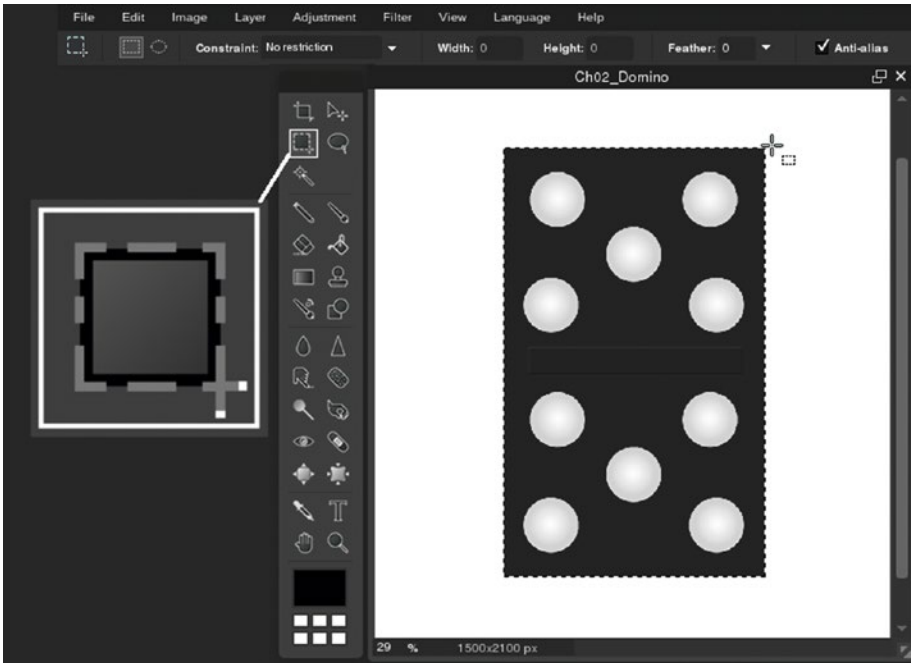 File Edit Image Layer Adjustment Filter View Language Help
Constraint: No restriction Width: 0 Height: 0 Feather: 0 Anti-alias
Ch02_Domino
T
29 % 1500x2100 px